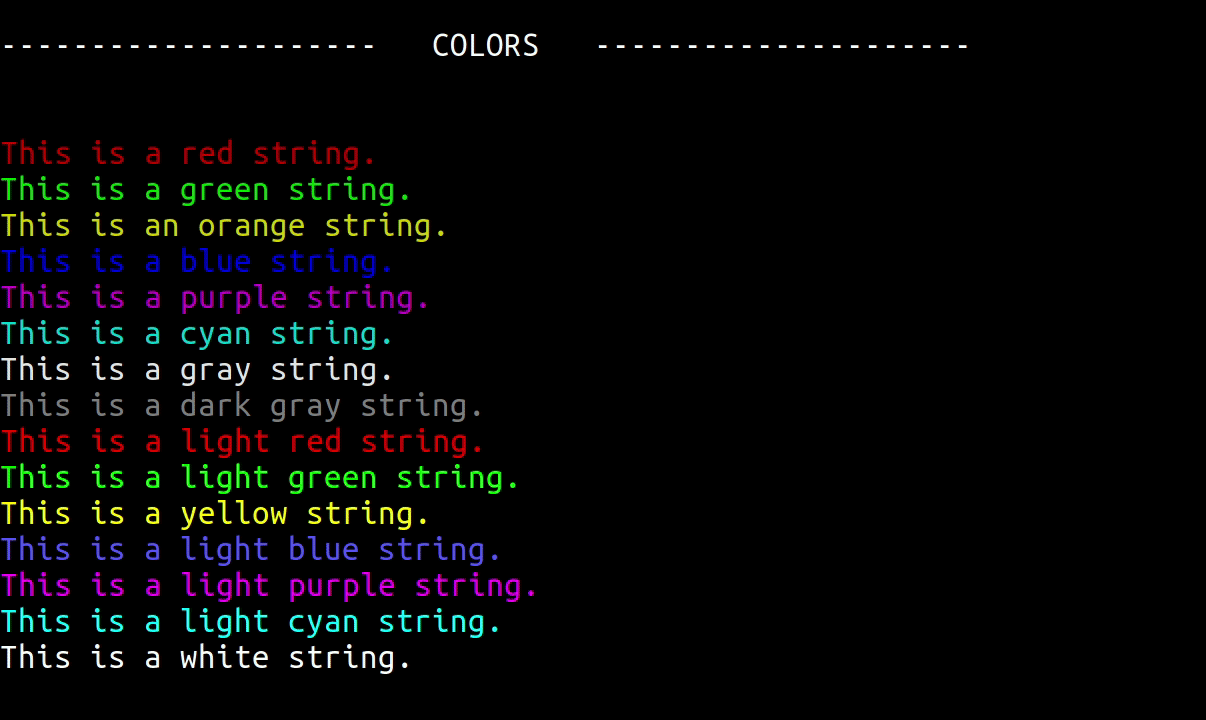 ---------------------   COLORS   ---------------------
This is a red string.
This is a green string.
This is an orange string.
This is a blue string.
This is a purple string.
This is a cyan string.
This is a gray string.
This is a dark gray string.
This is a light red string.
This is a light green string.
This is a yellow string.
This is a light blue string.
This is a light purple string.
This is a light cyan string.
This is a white string.